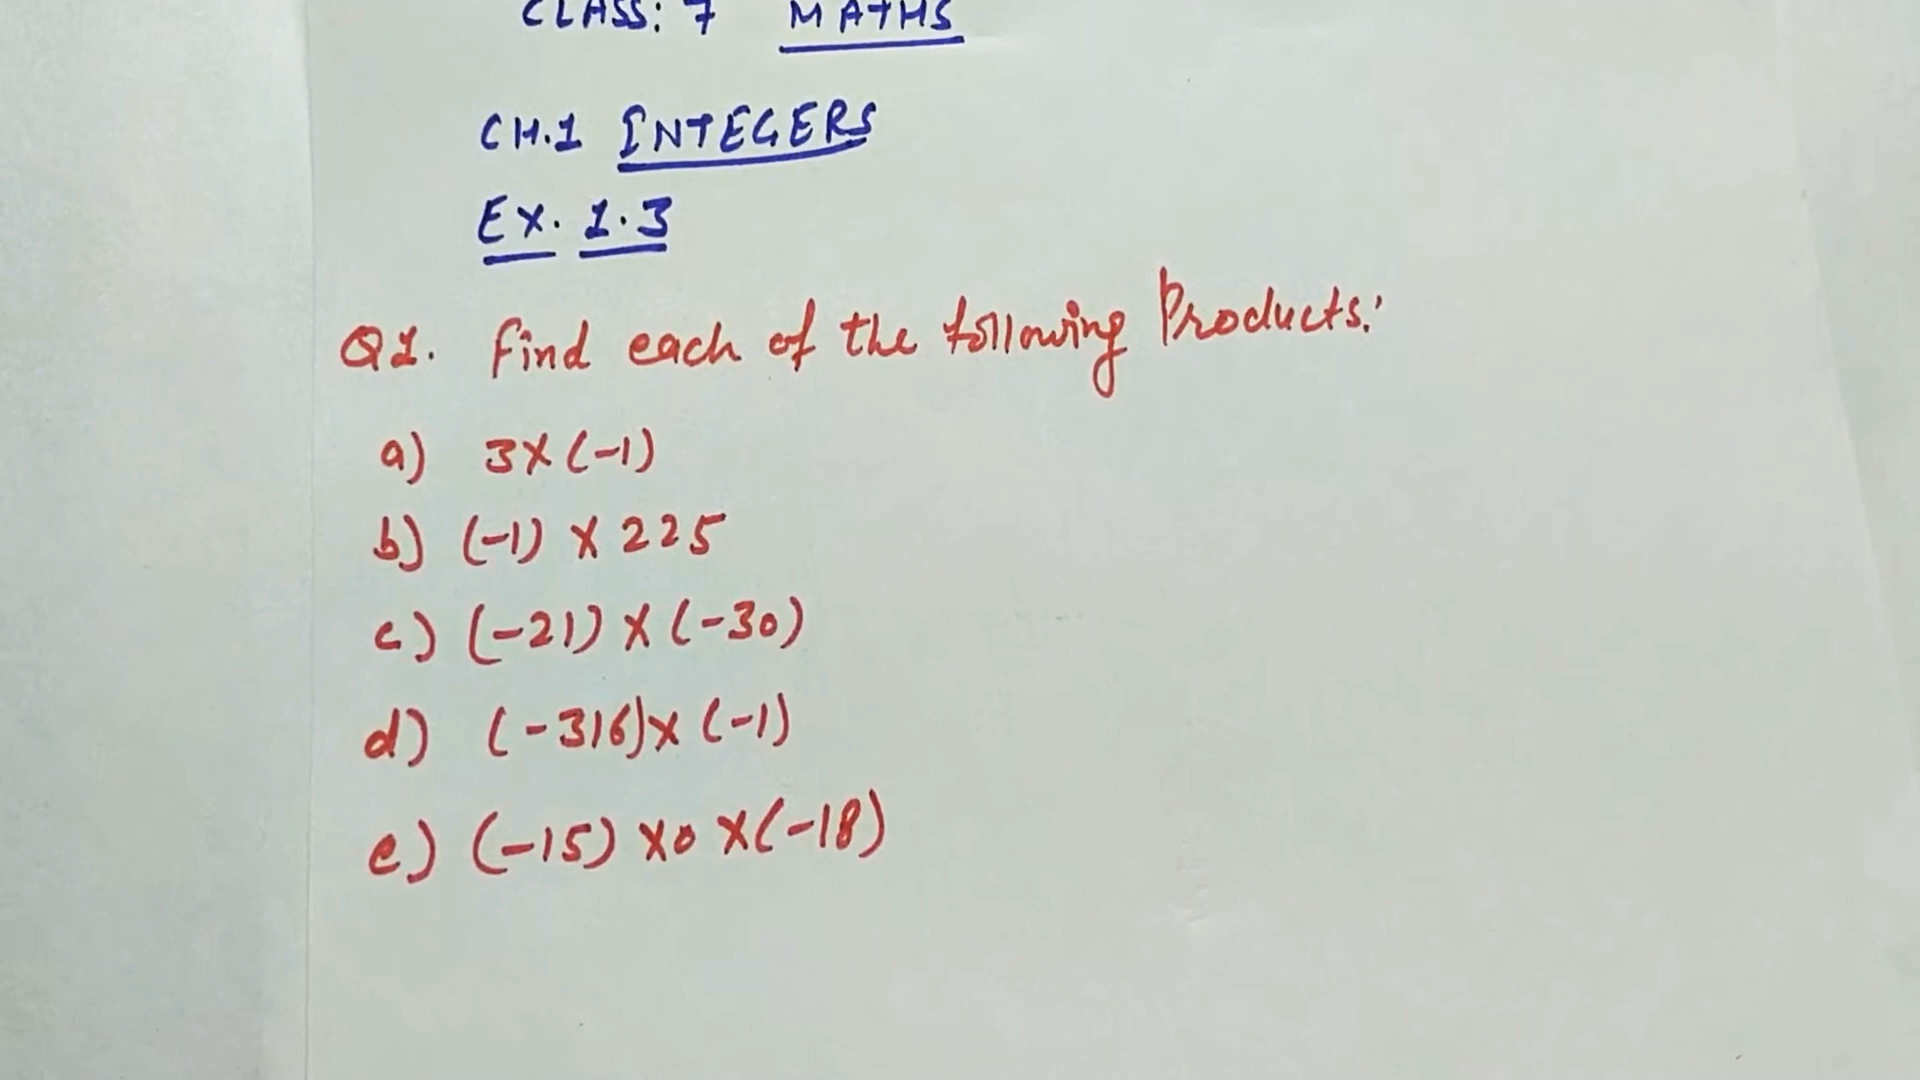 CLASS: 7 MATHS
CH.1 INTEGERS
EX. 1.3
Q1. Find each of the following Products:
a) 3×(-1)
b) (-1) × 225
c) (-21) × (-30)
d) (-316)× (-1)
e) (-15) ×0 ×(-18)